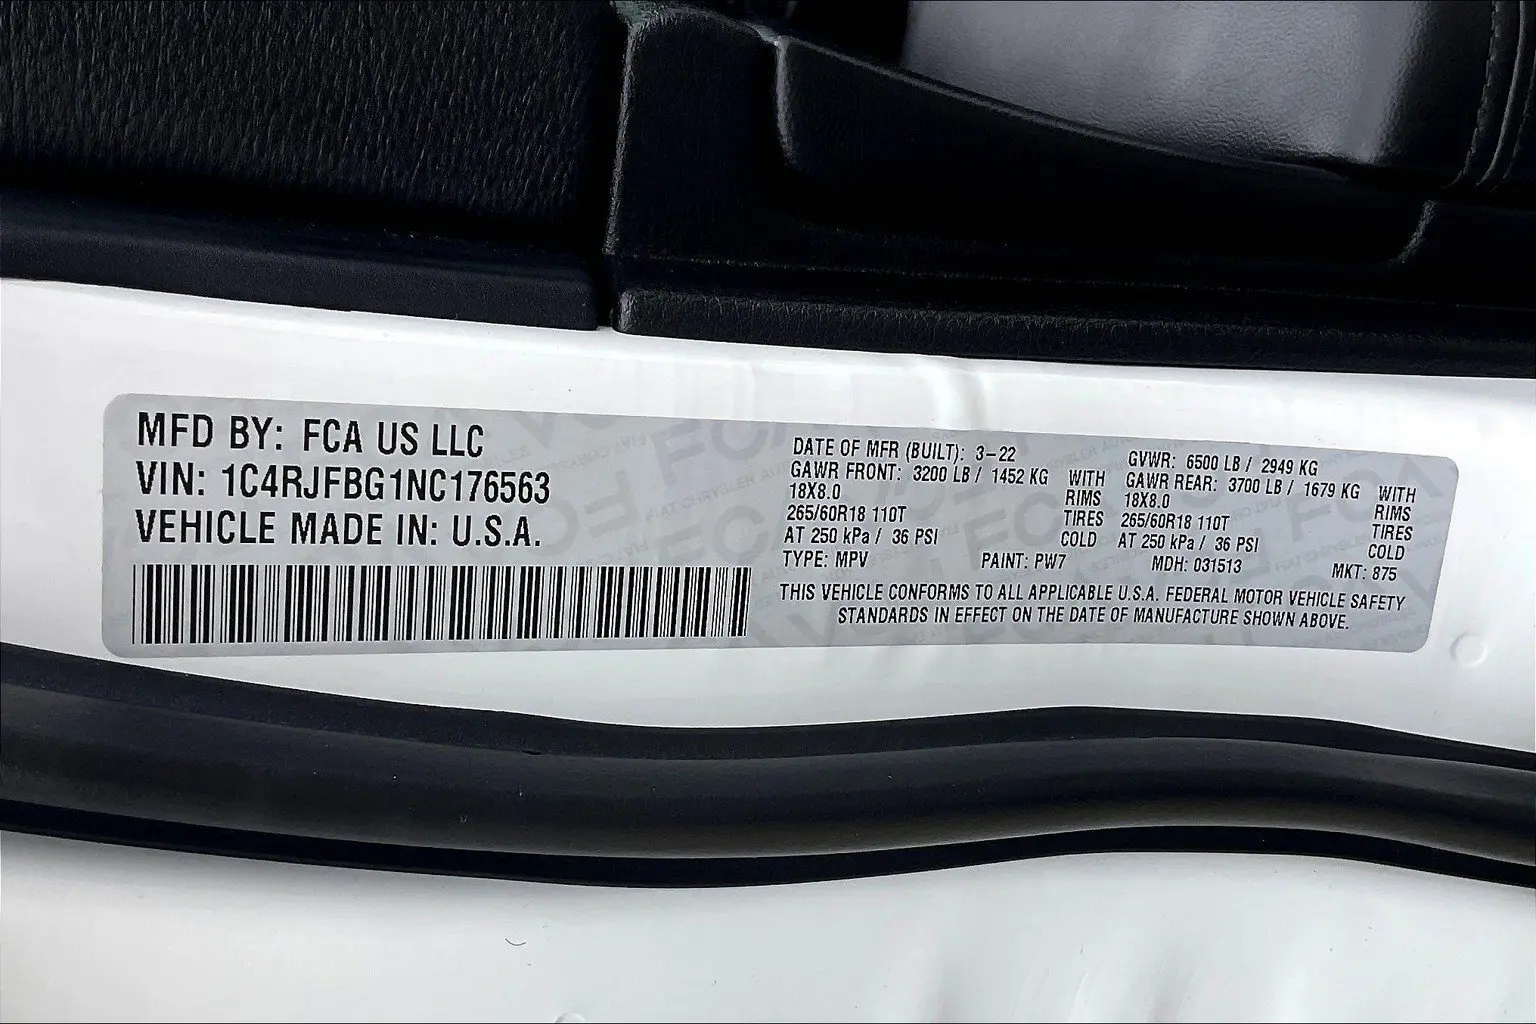 MFD BY: FCA US LLC
VIN: 1C4RJFBG1NC176563
VEHICLE MADE IN: U.S.A.
DATE OF MFR (BUILT): 3-22
GAWR FRONT: 3200 LB / 1452 KG WITH
18X8.0 RIMS
265/60R18 110T TIRES
AT 250 kPa / 36 PSI COLD
GVWR: 6500 LB / 2949 KG
GAWR REAR: 3700 LB / 1679 KG WITH
18X8.0 RIMS
265/60R18 110T TIRES
AT 250 kPa / 36 PSI COLD
TYPE: MPV PAINT: PW7 MDH: 031513 MKT: 875
THIS VEHICLE CONFORMS TO ALL APPLICABLE U.S.A. FEDERAL MOTOR VEHICLE SAFETY
STANDARDS IN EFFECT ON THE DATE OF MANUFACTURE SHOWN ABOVE.